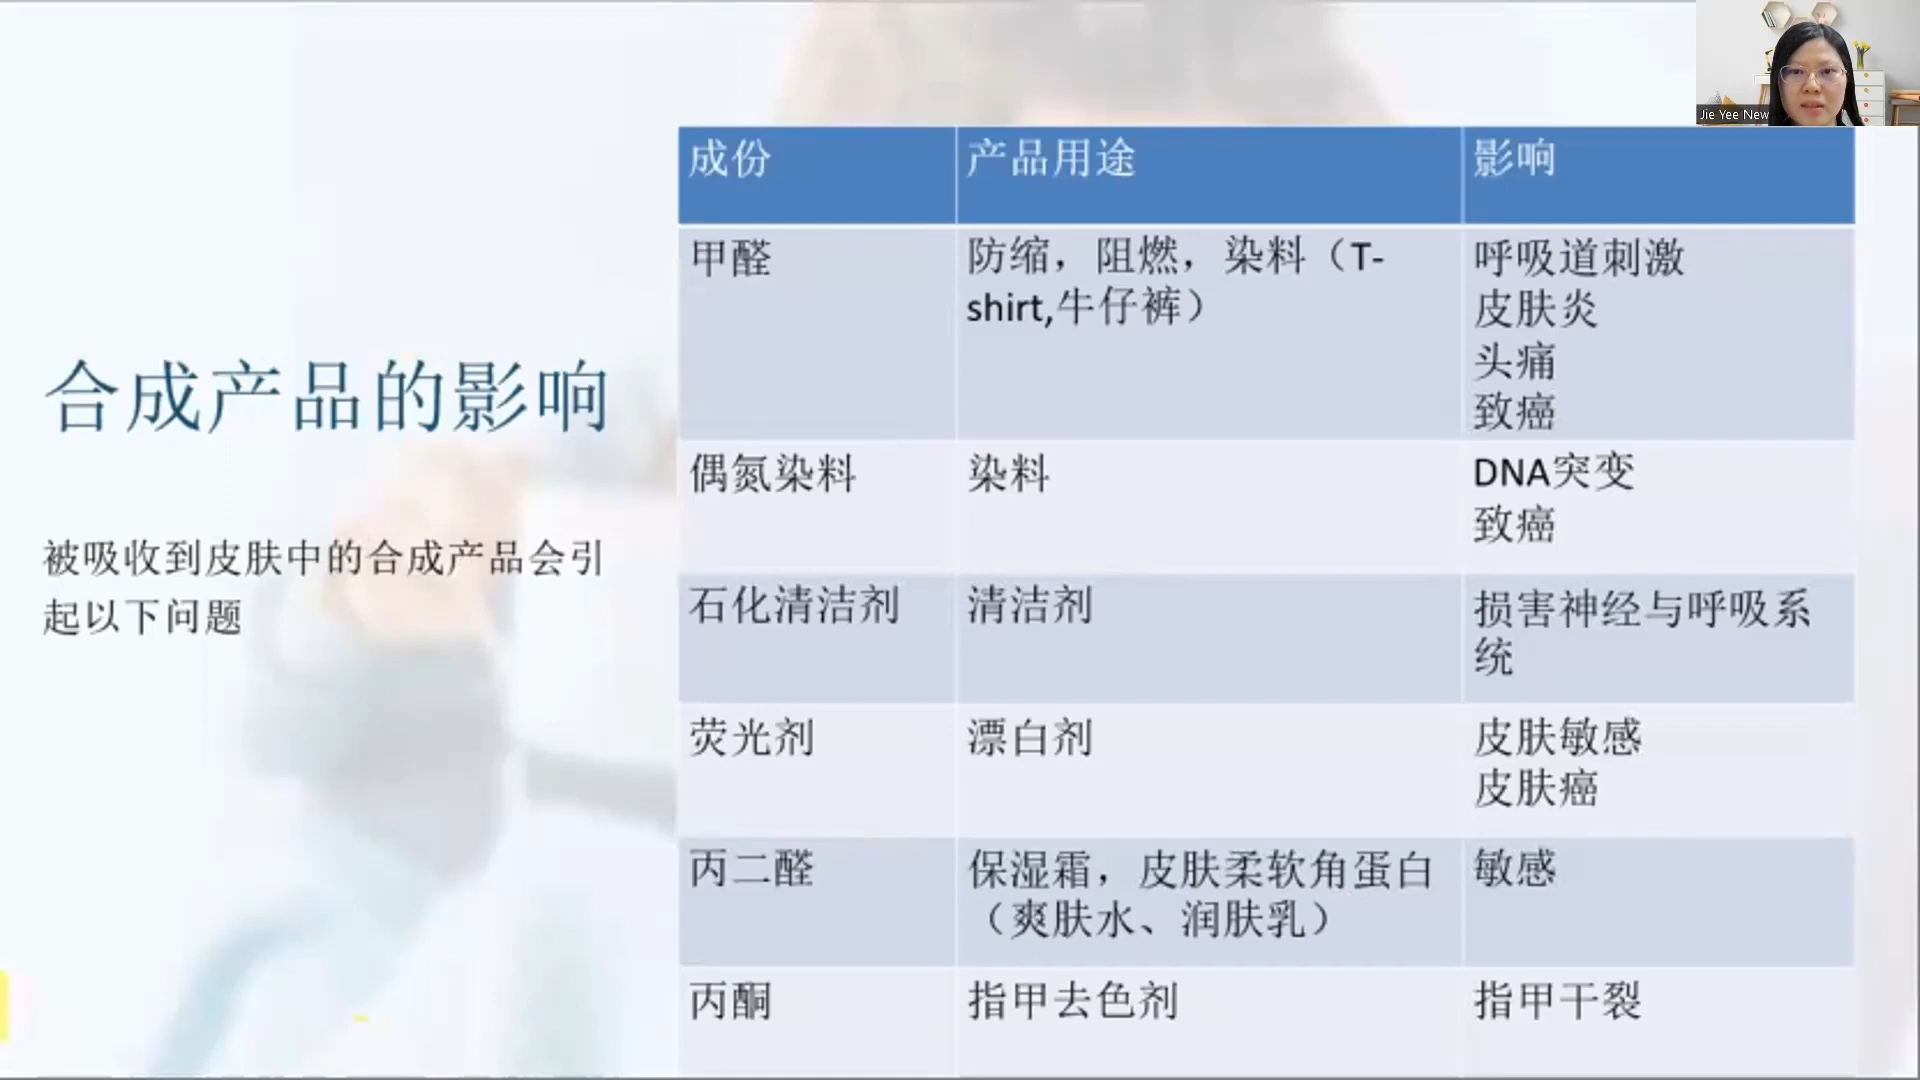 Jie Yee New
合成产品的影响
被吸收到皮肤中的合成产品会引
起以下问题
成份 产品用途 影响
甲醛 防缩，阻燃，染料（T-
shirt,牛仔裤）
呼吸道刺激
皮肤炎
头痛
致癌
偶氮染料 染料 DNA突变
致癌
石化清洁剂 清洁剂 损害神经与呼吸系
统
荧光剂 漂白剂 皮肤敏感
皮肤癌
丙二醛 保湿霜，皮肤柔软角蛋白
（爽肤水、润肤乳）
敏感
丙酮 指甲去色剂 指甲干裂